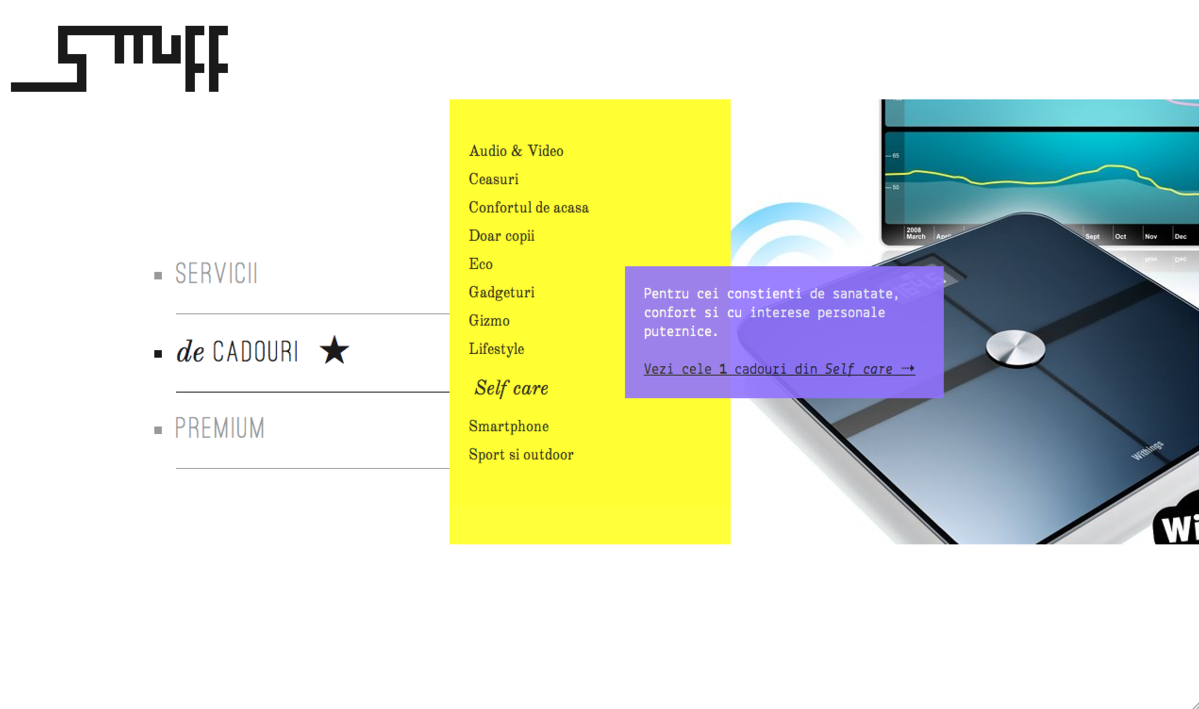 Stuff
SERVICII
de CADOURI ★
PREMIUM
Audio & Video
Ceasuri
Confortul de acasa
Doar copii
Eco
Gadgeturi
Gizmo
Lifestyle
Self care
Smartphone
Sport si outdoor
Pentru cei constienti de sanatate,
confort si cu interese personale
puternice.
Vezi cele 1 cadouri din Self care ⇢
65
50
2008
March
Sept Oct Nov Dec
Withings